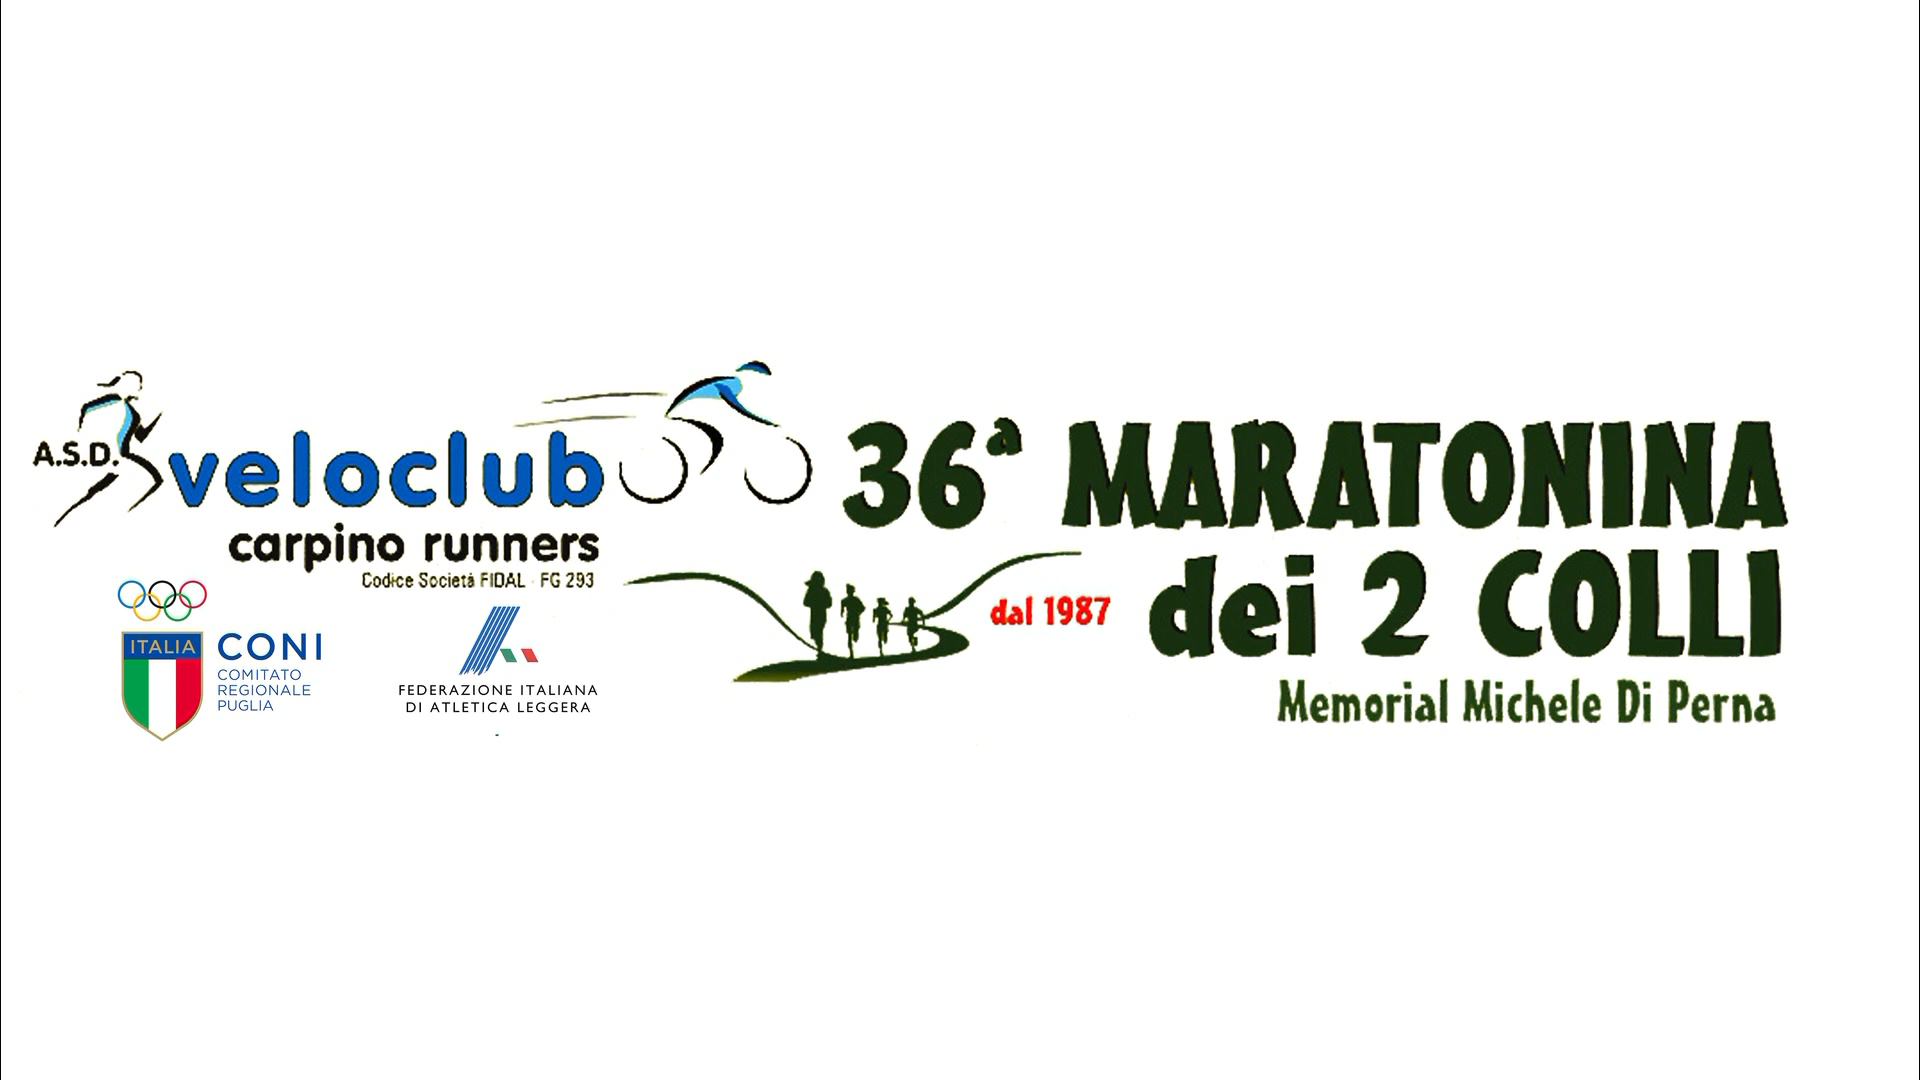 A.S.D. veloclub
carpino runners
Codice Società FIDAL - FG 293
ITALIA
CONI
COMITATO
REGIONALE
PUGLIA
FEDERAZIONE ITALIANA
DI ATLETICA LEGGERA
36ª MARATONINA
dal 1987
dei 2 COLLI
Memorial Michele Di Perna